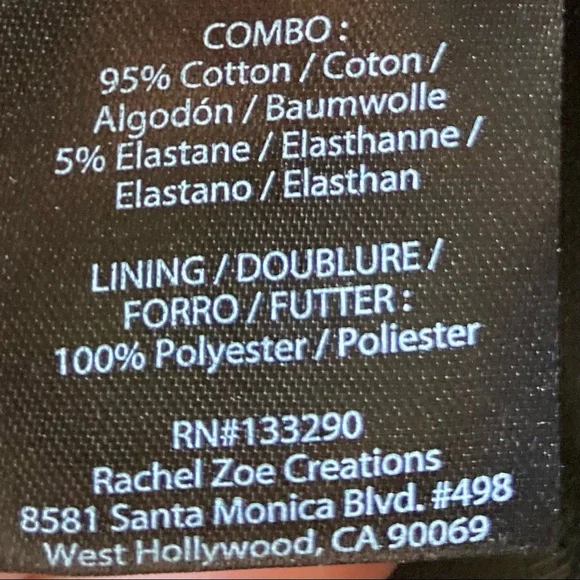 COMBO :
95% Cotton / Coton /
Algodón / Baumwolle
5% Elastane / Elasthanne /
Elastano / Elasthan
LINING / DOUBLURE /
FORRO / FUTTER :
100% Polyester / Poliester
RN#133290
Rachel Zoe Creations
8581 Santa Monica Blvd. #498
West Hollywood, CA 90069